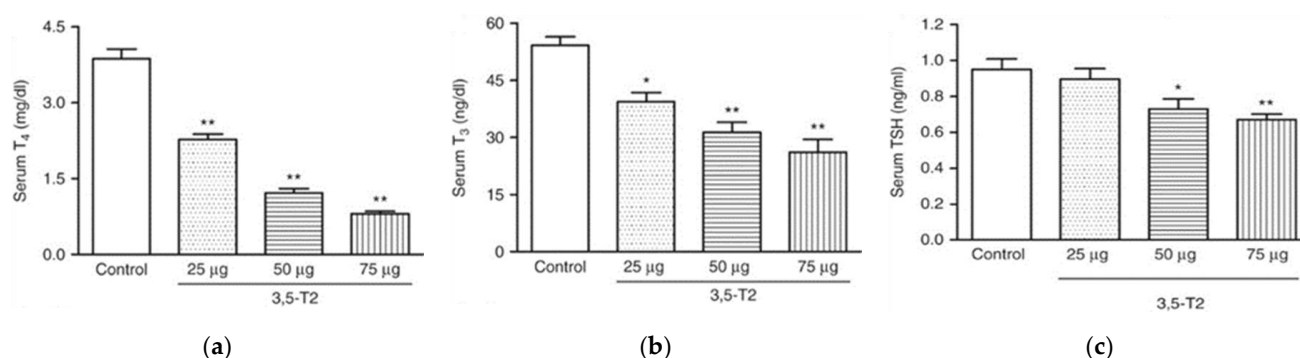 Serum T4 (mg/dl)
4.5
3.0
1.5
0.0
**
**
**
Control
25 μg
50 μg
75 μg
3,5-T2
(a)
Serum T3 (mg/dl)
60
45
30
15
0
*
**
**
Control
25 μg
50 μg
75 μg
3,5-T2
(b)
Serum TSH (ng/ml)
1.2
1.0
0.8
0.6
0.4
0.2
0.0
*
**
Control
25 μg
50 μg
75 μg
3,5-T2
(c)